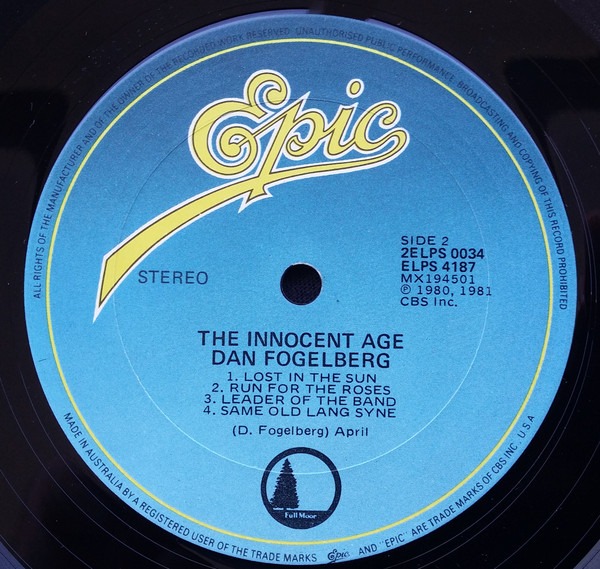 ALL RIGHTS OF THE MANUFACTURER AND OF THE OWNER OF THE RECORDED WORK RESERVED. UNAUTHORISED PUBLIC PERFORMANCE, BROADCASTING AND COPYING OF THIS RECORD PROHIBITED
Epic
STEREO
SIDE 2
2ELPS 0034
ELPS 4187
MX194501
℗ 1980, 1981
CBS Inc.
THE INNOCENT AGE
DAN FOGELBERG
1. LOST IN THE SUN
2. RUN FOR THE ROSES
3. LEADER OF THE BAND
4. SAME OLD LANG SYNE
(D. Fogelberg) April
Full Moon
MADE IN AUSTRALIA BY A REGISTERED USER OF THE TRADE MARKS Epic AND "EPIC" ARE TRADE MARKS OF CBS INC. U.S.A